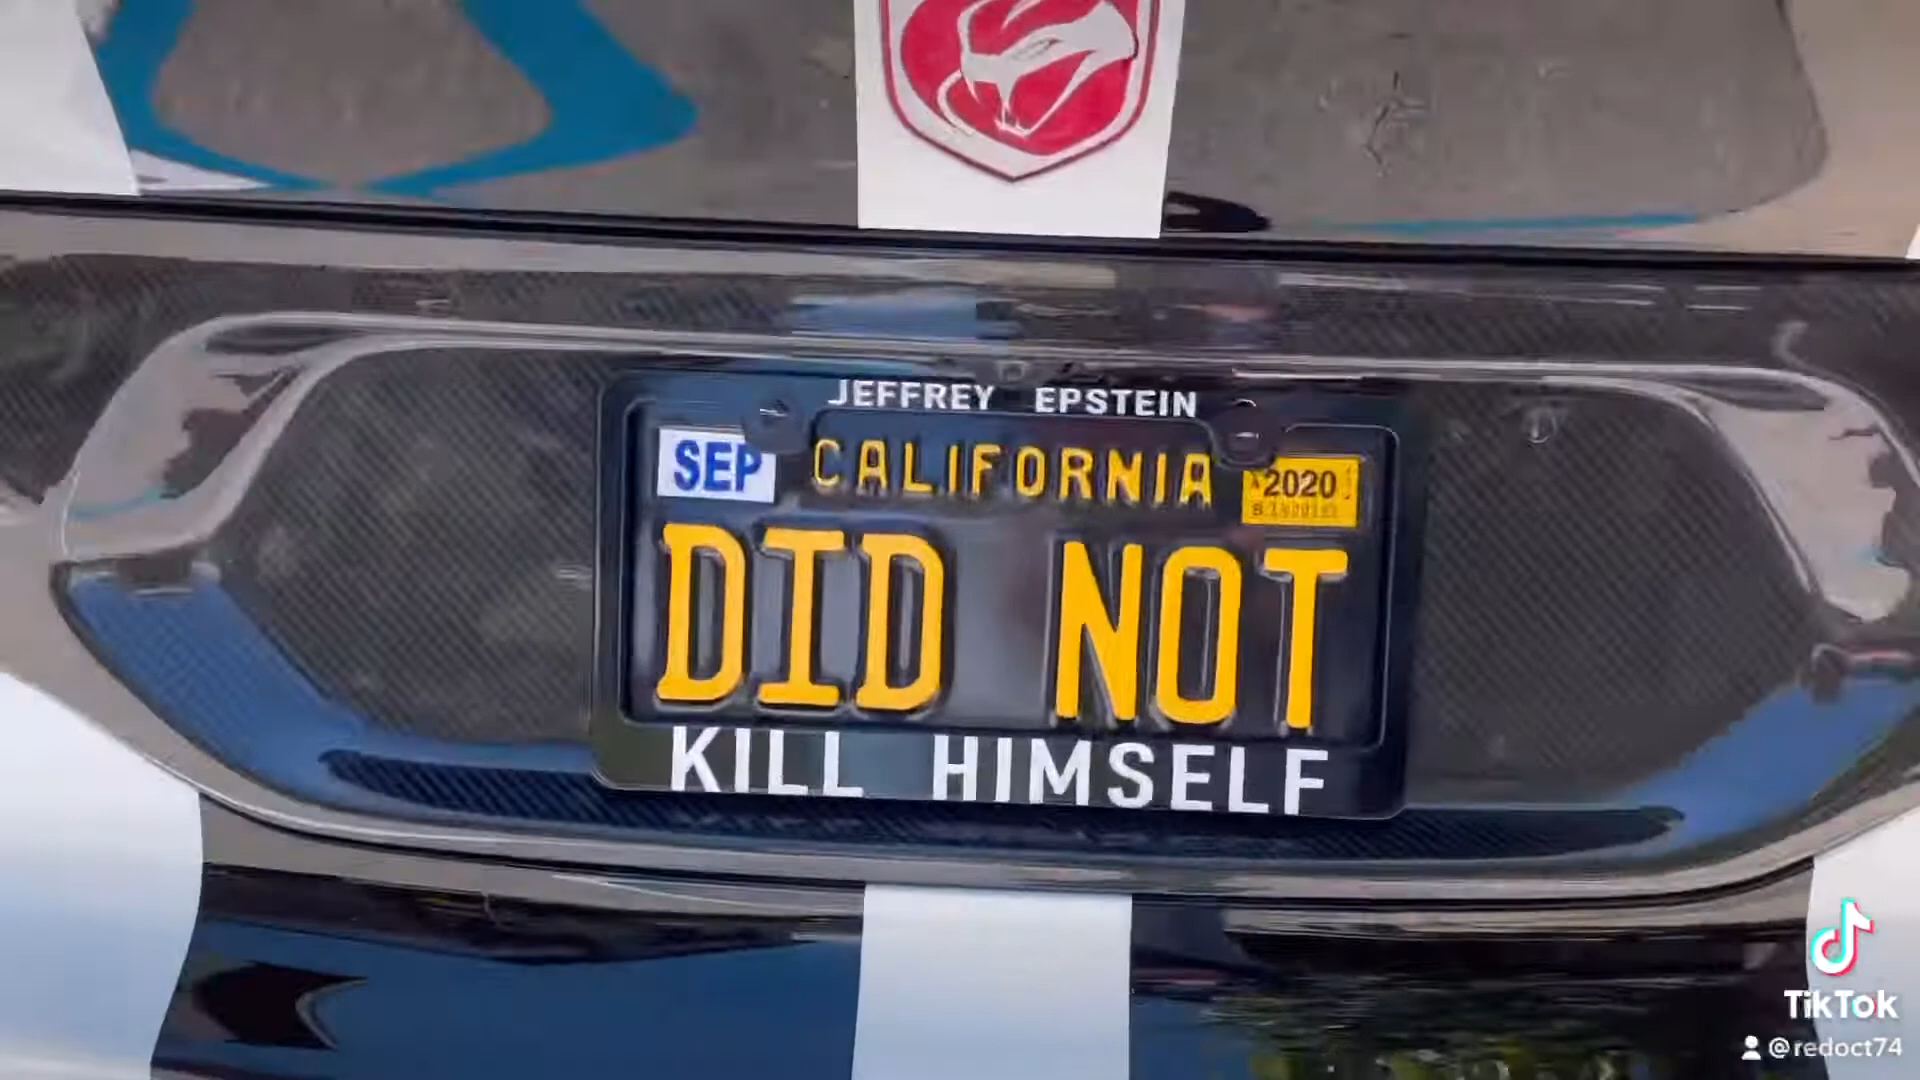 JEFFREY EPSTEIN
SEP CALIFORNIA 2020
DID NOT
KILL HIMSELF
TikTok
@redoct74